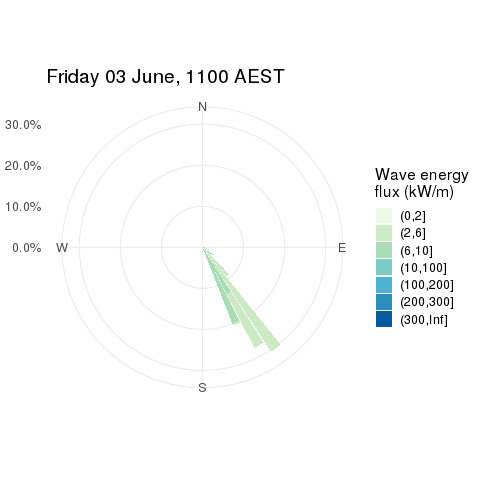 Friday 03 June, 1100 AEST
N
30.0%
20.0%
10.0%
0.0%
W
E
S
Wave energy
flux (kW/m)
(0,2]
(2,6]
(6,10]
(10,100]
(100,200]
(200,300]
(300,Inf]